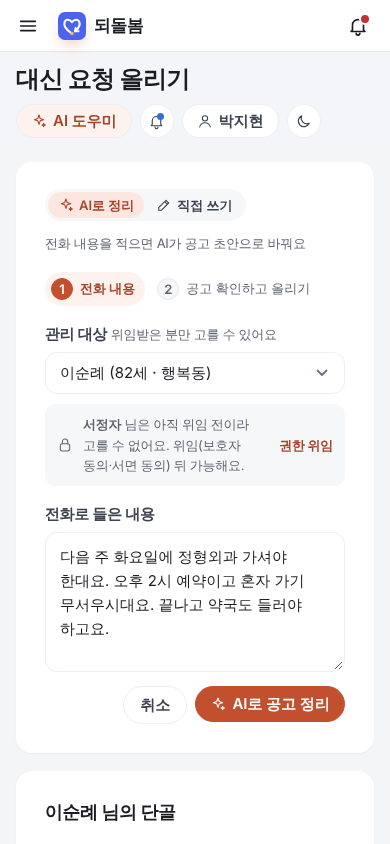 되돌봄
대신 요청 올리기
AI 도우미
박지현
AI로 정리
직접 쓰기
전화 내용을 적으면 AI가 공고 초안으로 바꿔요
1 전화 내용
2 공고 확인하고 올리기
관리 대상 위임받은 분만 고를 수 있어요
이순례 (82세 · 행복동)
서정자 님은 아직 위임 전이라
고를 수 없어요. 위임(보호자
동의·서면 동의) 뒤 가능해요.
권한 위임
전화로 들은 내용
다음 주 화요일에 정형외과 가셔야
한대요. 오후 2시 예약이고 혼자 가기
무서우시대요. 끝나고 약국도 들러야
하고요.
취소
AI로 공고 정리
이순례 님의 단골